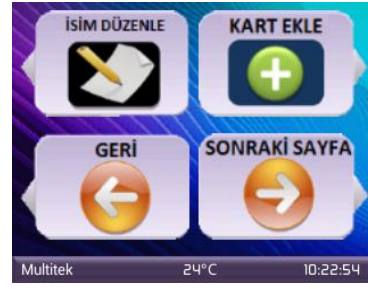 İSİM DÜZENLE
KART EKLE
GERİ
SONRAKİ SAYFA
Multitek 24°C 10:22:54